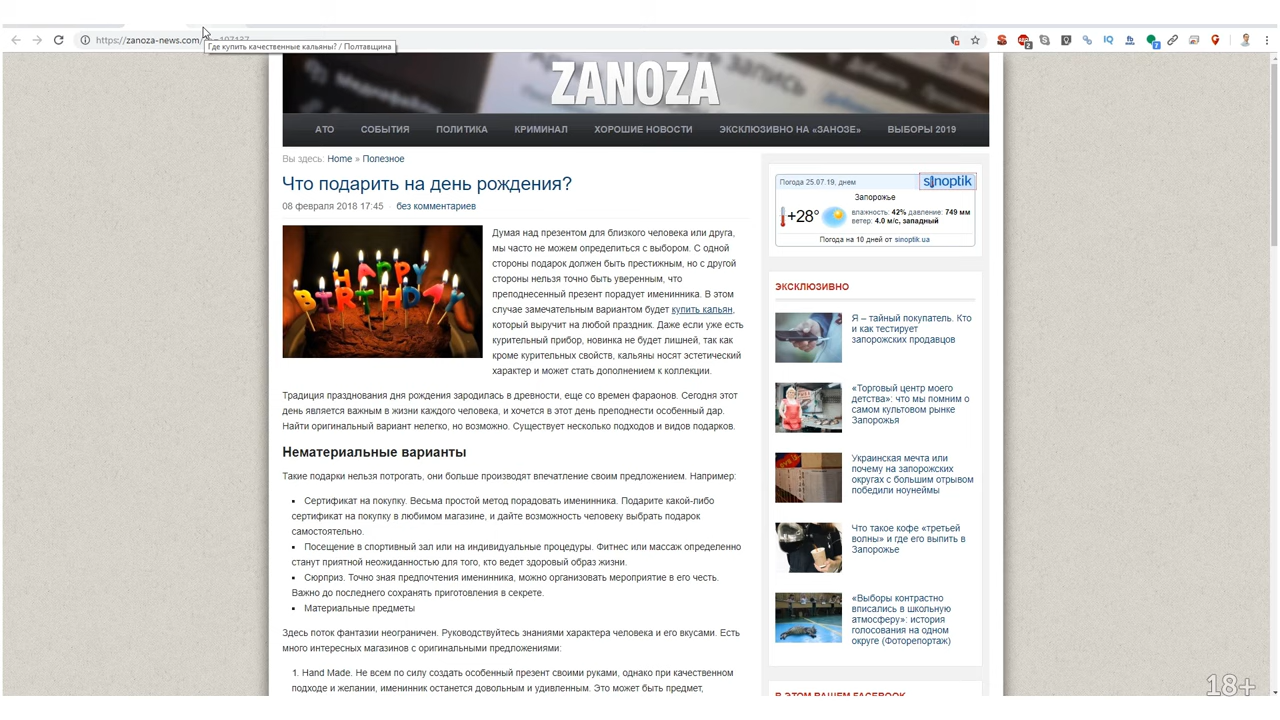 https://zanoza-news.com/
Где купить качественные кальяны? / Полтавщина
ZANOZA
АТО СОБЫТИЯ ПОЛИТИКА КРИМИНАЛ ХОРОШИЕ НОВОСТИ ЭКСКЛЮЗИВНО НА «ЗАНОЗЕ» ВЫБОРЫ 2019
Вы здесь: Home » Полезное
Что подарить на день рождения?
08 февраля 2018 17:45 · без комментариев
HAPPY
BIRTHDAY
Думая над презентом для близкого человека или друга,
мы часто не можем определиться с выбором. С одной
стороны подарок должен быть престижным, но с другой
стороны нельзя точно быть уверенным, что
преподнесенный презент порадует именинника. В этом
случае замечательным вариантом будет купить кальян,
который выручит на любой праздник. Даже если уже есть
курительный прибор, новинка не будет лишней, так как
кроме курительных свойств, кальяны носят эстетический
характер и может стать дополнением к коллекции.
Традиция празднования дня рождения зародилась в древности, еще со времен фараонов. Сегодня этот
день является важным в жизни каждого человека, и хочется в этот день преподнести особенный дар.
Найти оригинальный вариант нелегко, но возможно. Существует несколько подходов и видов подарков.
Нематериальные варианты
Такие подарки нельзя потрогать, они больше производят впечатление своим предложением. Например:
▪ Сертификат на покупку. Весьма простой метод порадовать именинника. Подарите какой-либо
сертификат на покупку в любимом магазине, и дайте возможность человеку выбрать подарок
самостоятельно.
▪ Посещение в спортивный зал или на индивидуальные процедуры. Фитнес или массаж определенно
станут приятной неожиданностью для того, кто ведет здоровый образ жизни.
▪ Сюрприз. Точно зная предпочтения именинника, можно организовать мероприятие в его честь.
Важно до последнего сохранять приготовления в секрете.
▪ Материальные предметы
Здесь поток фантазии неограничен. Руководствуйтесь знаниями характера человека и его вкусами. Есть
много интересных магазинов с оригинальными предложениями:
1. Hand Made. Не всем по силу создать особенный презент своими руками, однако при качественном
подходе и желании, именинник останется довольным и удивленным. Это может быть предмет,
Погода 25.07.19, днем
sinoptik
Запорожье
+28°
влажность: 42% давление: 749 мм
ветер: 4.0 м/с, западный
Погода на 10 дней от sinoptik.ua
ЭКСКЛЮЗИВНО
Я – тайный покупатель. Кто
и как тестирует
запорожских продавцов
«Торговый центр моего
детства»: что мы помним о
самом культовом рынке
Запорожья
Украинская мечта или
почему на запорожских
округах с большим отрывом
победили ноунеймы
Что такое кофе «третьей
волны» и где его выпить в
Запорожье
«Выборы контрастно
вписались в школьную
атмосферу»: история
голосования на одном
округе (Фоторепортаж)
В ЭТОМ ВАШЕМ FACEBOOK
18+